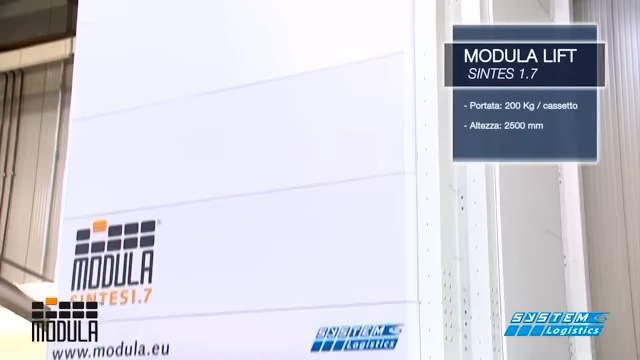 MODULA LIFT
SINTES 1.7
- Portata: 200 Kg / cassetto
- Altezza: 2500 mm
MODULA
SINTES1.7
www.modula.eu
SYSTEM
Logistics
MODULA
SYSTEM
Logistics